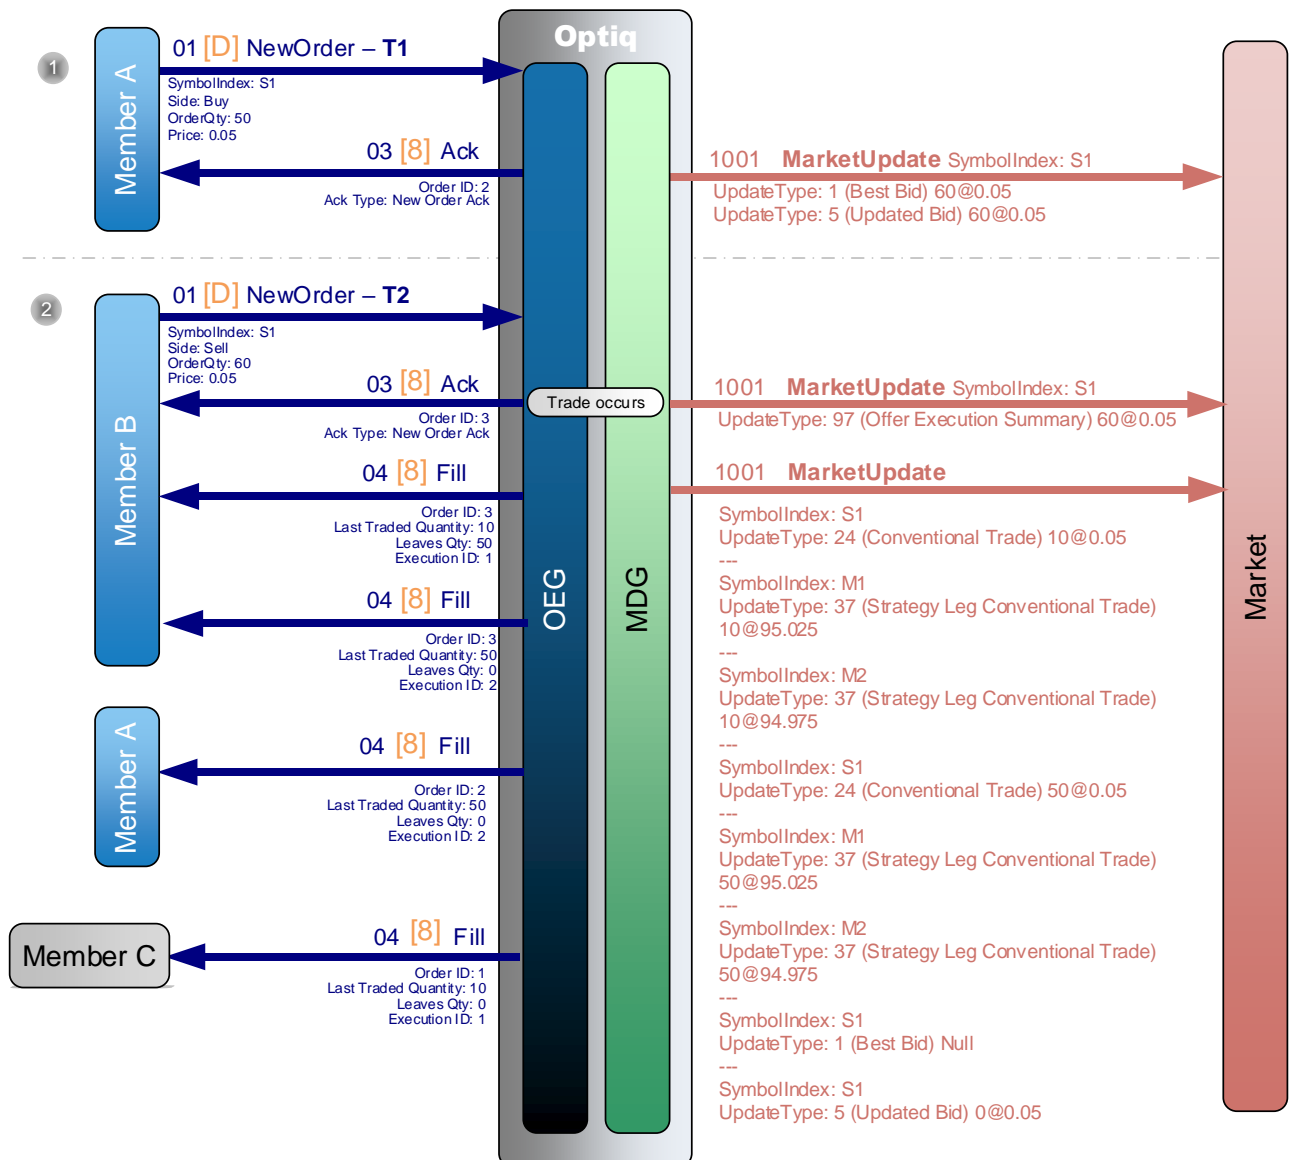 Optiq
1
Member A
01 [D] NewOrder – T1
SymbolIndex: S1
Side: Buy
OrderQty: 50
Price: 0.05
03 [8] Ack
Order ID: 2
Ack Type: New Order Ack
1001 MarketUpdate SymbolIndex: S1
UpdateType: 1 (Best Bid) 60@0.05
UpdateType: 5 (Updated Bid) 60@0.05
2
Member B
01 [D] NewOrder – T2
SymbolIndex: S1
Side: Sell
OrderQty: 60
Price: 0.05
03 [8] Ack
Order ID: 3
Ack Type: New Order Ack
Trade occurs
1001 MarketUpdate SymbolIndex: S1
UpdateType: 97 (Offer Execution Summary) 60@0.05
04 [8] Fill
Order ID: 3
Last Traded Quantity: 10
Leaves Qty: 50
Execution ID: 1
04 [8] Fill
Order ID: 3
Last Traded Quantity: 50
Leaves Qty: 0
Execution ID: 2
Member A
04 [8] Fill
Order ID: 2
Last Traded Quantity: 50
Leaves Qty: 0
Execution ID: 2
Member C
04 [8] Fill
Order ID: 1
Last Traded Quantity: 10
Leaves Qty: 0
Execution ID: 1
OEG
MDG
1001 MarketUpdate
SymbolIndex: S1
UpdateType: 24 (Conventional Trade) 10@0.05
---
SymbolIndex: M1
UpdateType: 37 (Strategy Leg Conventional Trade)
10@95.025
---
SymbolIndex: M2
UpdateType: 37 (Strategy Leg Conventional Trade)
10@94.975
---
SymbolIndex: S1
UpdateType: 24 (Conventional Trade) 50@0.05
---
SymbolIndex: M1
UpdateType: 37 (Strategy Leg Conventional Trade)
50@95.025
---
SymbolIndex: M2
UpdateType: 37 (Strategy Leg Conventional Trade)
50@94.975
---
SymbolIndex: S1
UpdateType: 1 (Best Bid) Null
---
SymbolIndex: S1
UpdateType: 5 (Updated Bid) 0@0.05
Market